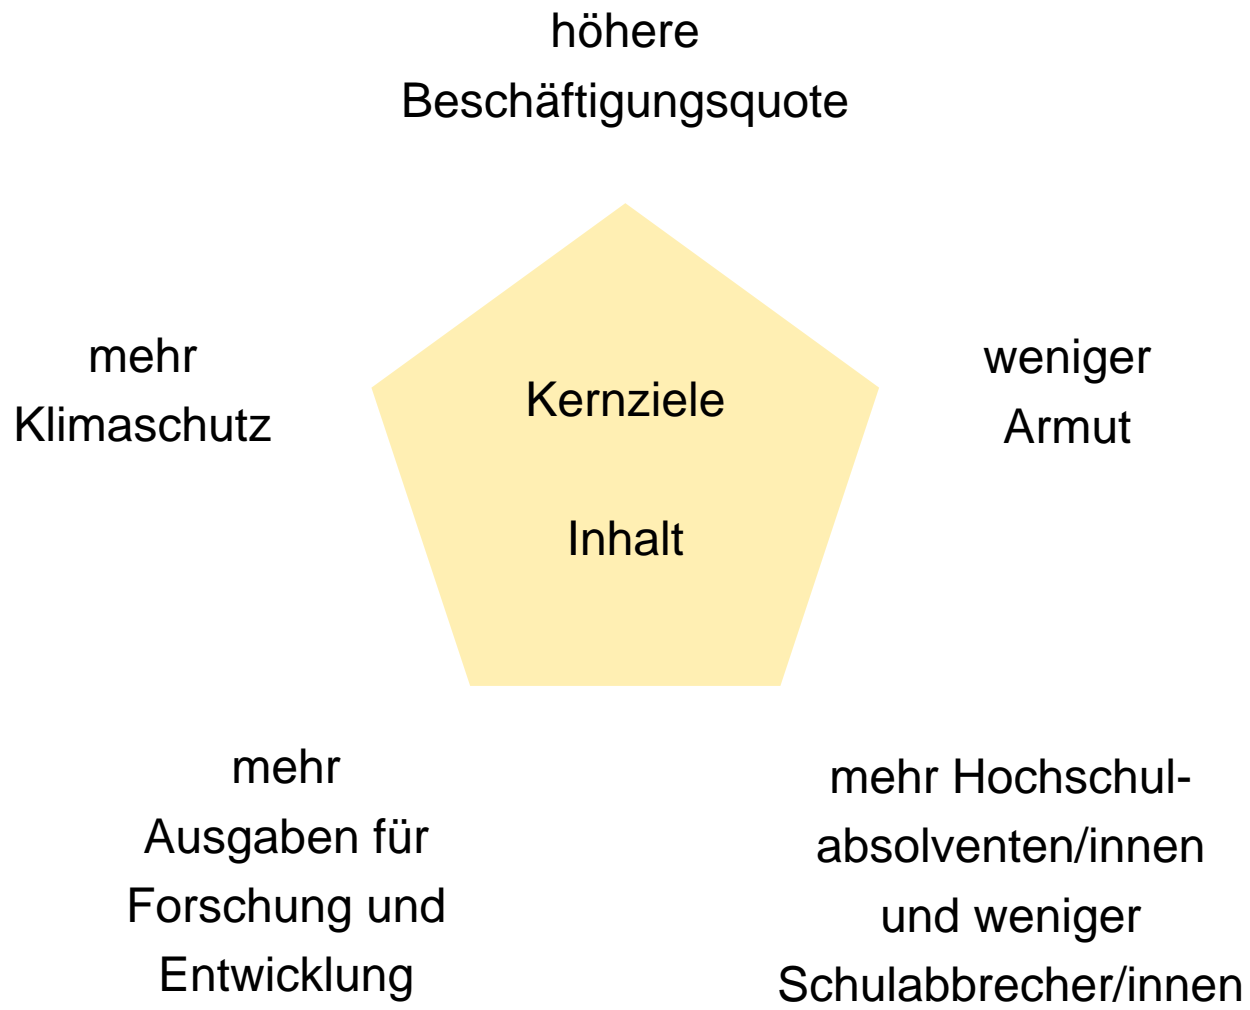 höhere
Beschäftigungsquote
mehr
Klimaschutz
Kernziele
Inhalt
weniger
Armut
mehr
Ausgaben für
Forschung und
Entwicklung
mehr Hochschul-
absolventen/innen
und weniger
Schulabbrecher/innen